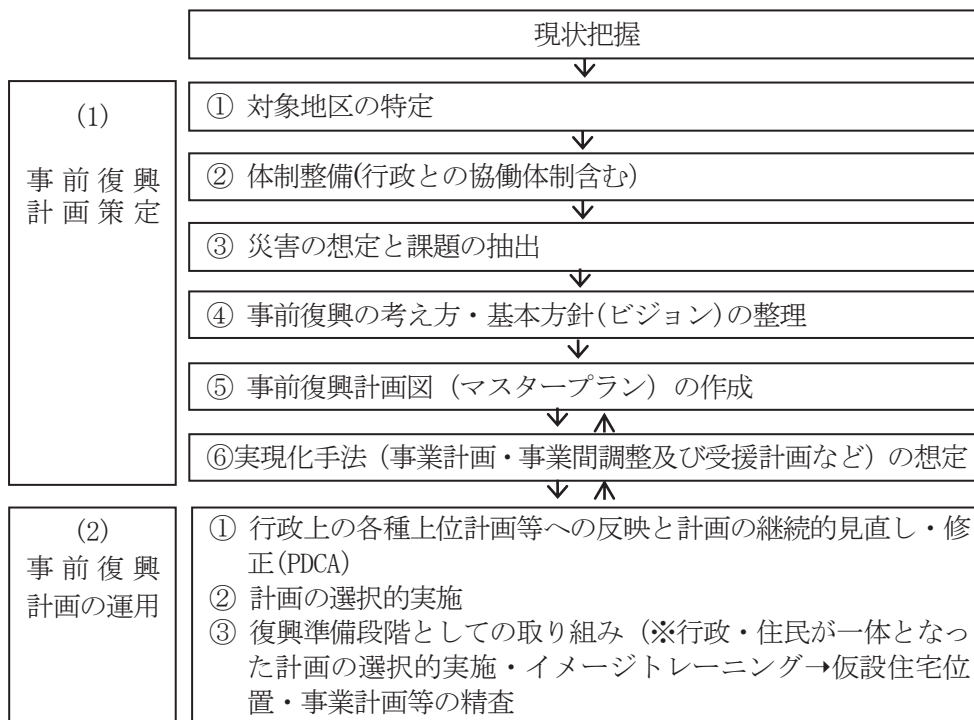 現状把握
↓
(1)
事前復興
計画策定
① 対象地区の特定
↓
② 体制整備(行政との協働体制含む)
↓
③ 災害の想定と課題の抽出
↓
④ 事前復興の考え方・基本方針(ビジョン)の整理
↓
⑤ 事前復興計画図（マスタープラン）の作成
↓ ↑
⑥実現化手法（事業計画・事業間調整及び受援計画など）の想定
↓ ↑
(2)
事前復興
計画の運用
① 行政上の各種上位計画等への反映と計画の継続的見直し・修
正(PDCA)
② 計画の選択的実施
③ 復興準備段階としての取り組み（※行政・住民が一体となっ
た計画の選択的実施・イメージトレーニング→仮設住宅位
置・事業計画等の精査